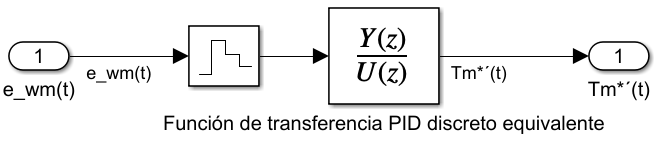 1
e_wm(t)
e_wm(t)
Y(z)
U(z)
Tm*´(t)
1
Tm*´(t)
Función de transferencia PID discreto equivalente